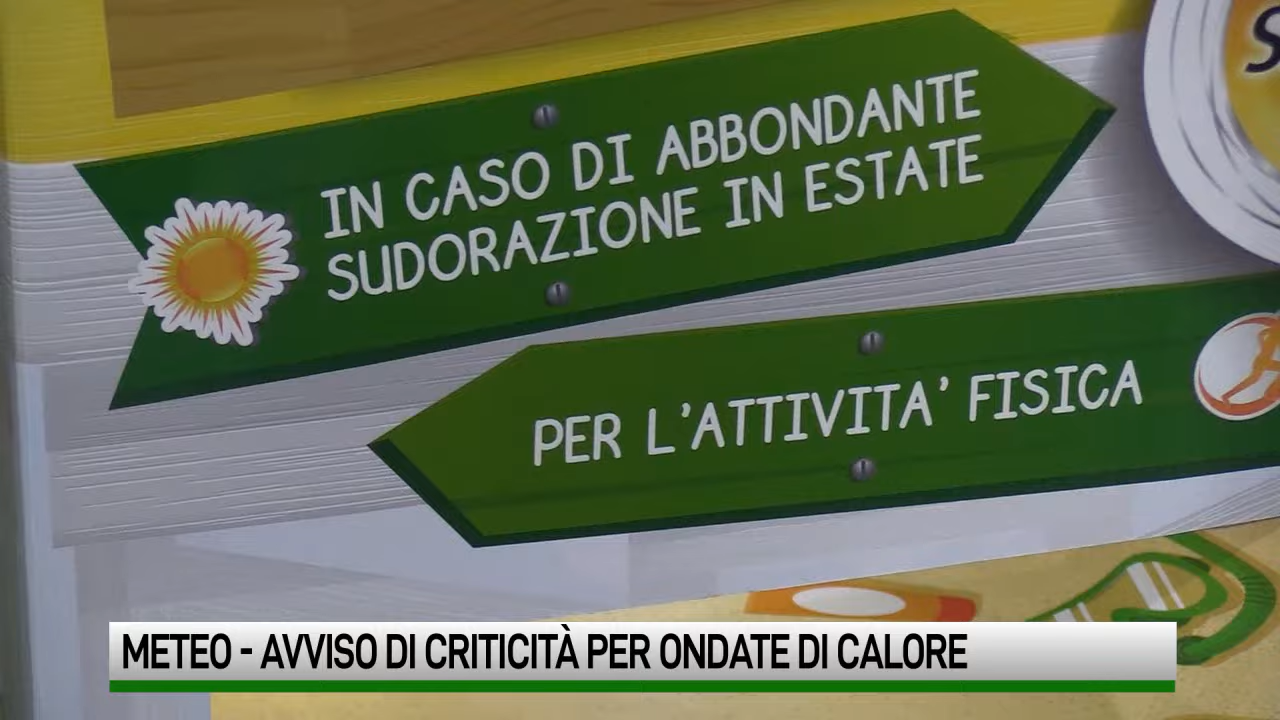 IN CASO DI ABBONDANTE
SUDORAZIONE IN ESTATE
PER L'ATTIVITA' FISICA
METEO - AVVISO DI CRITICITÀ PER ONDATE DI CALORE